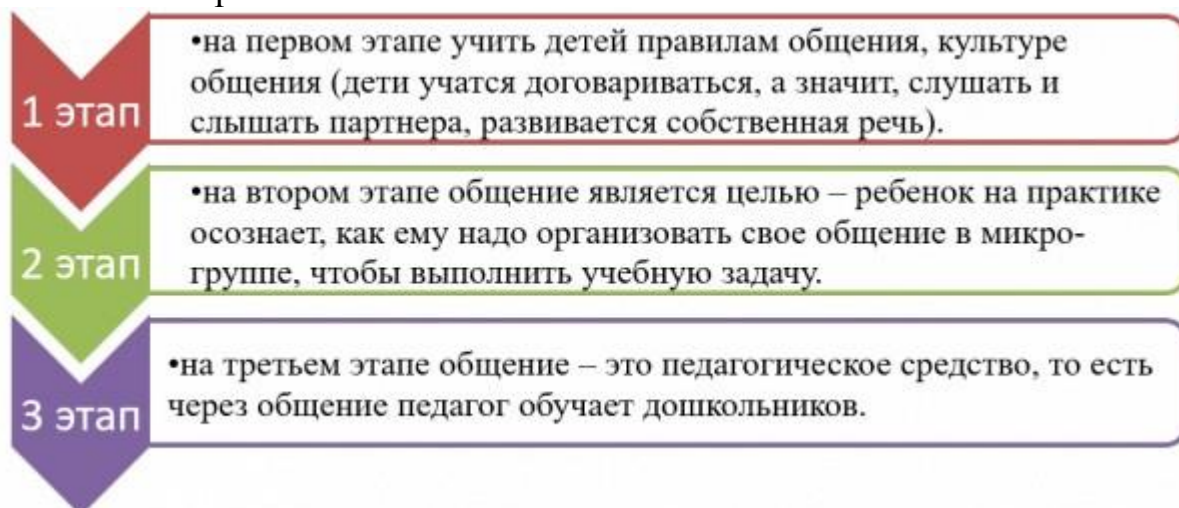 1 этап
•на первом этапе учить детей правилам общения, культуре
общения (дети учатся договариваться, а значит, слушать и
слышать партнера, развивается собственная речь).
2 этап
•на втором этапе общение является целью – ребенок на практике
осознает, как ему надо организовать свое общение в микро-
группе, чтобы выполнить учебную задачу.
3 этап
•на третьем этапе общение – это педагогическое средство, то есть
через общение педагог обучает дошкольников.